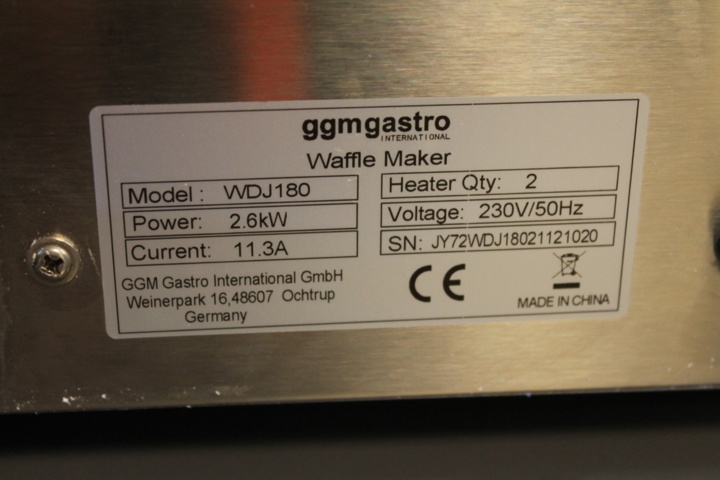 ggmgastro
INTERNATIONAL
Waffle Maker
Model : WDJ180
Power: 2.6kW
Current: 11.3A
Heater Qty: 2
Voltage: 230V/50Hz
SN: JY72WDJ18021121020
GGM Gastro International GmbH
Weinerpark 16,48607 Ochtrup
Germany
CE
MADE IN CHINA